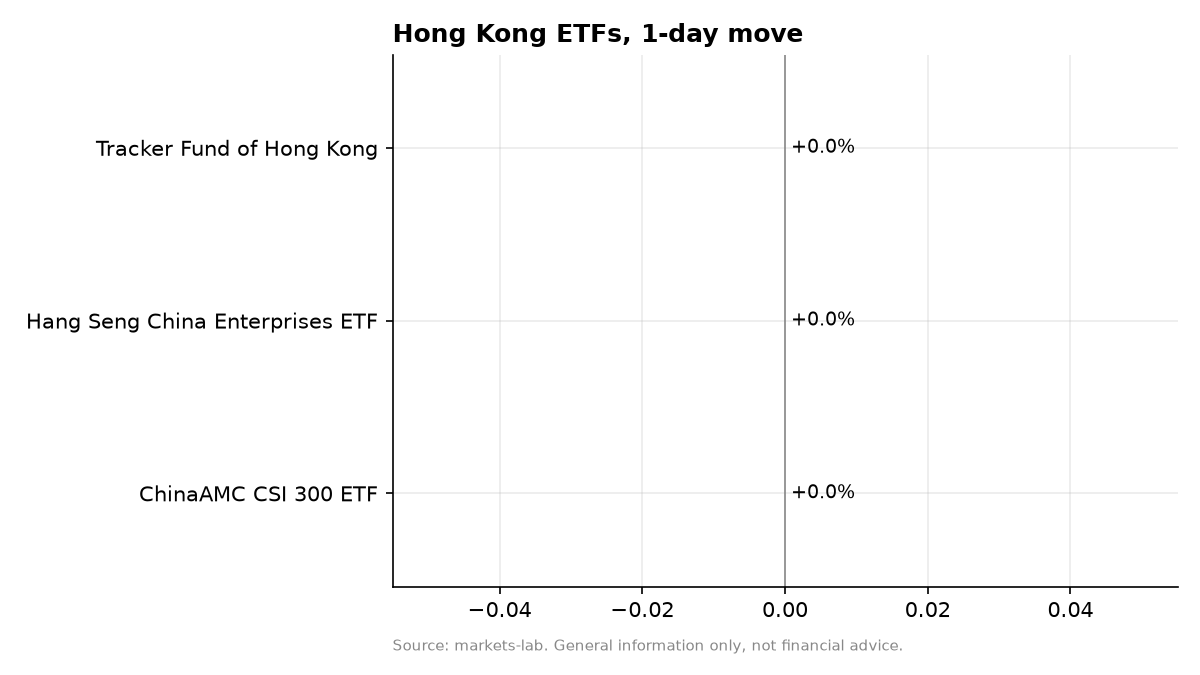 Hong Kong ETFs, 1-day move
Tracker Fund of Hong Kong
+0.0%
Hang Seng China Enterprises ETF
+0.0%
ChinaAMC CSI 300 ETF
+0.0%
−0.04
−0.02
0.00
0.02
0.04
Source: markets-lab. General information only, not financial advice.